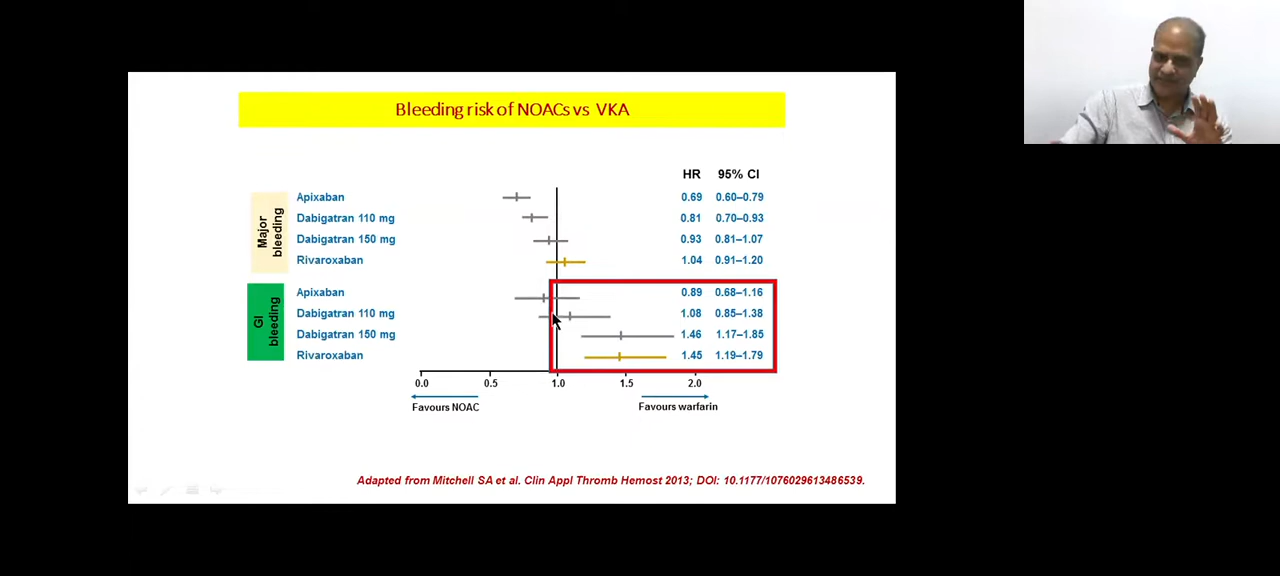 Bleeding risk of NOACs vs VKA
HR 95% CI
Major bleeding
Apixaban 0.69 0.60–0.79
Dabigatran 110 mg 0.81 0.70–0.93
Dabigatran 150 mg 0.93 0.81–1.07
Rivaroxaban 1.04 0.91–1.20
GI bleeding
Apixaban 0.89 0.68–1.16
Dabigatran 110 mg 1.08 0.85–1.38
Dabigatran 150 mg 1.46 1.17–1.85
Rivaroxaban 1.45 1.19–1.79
0.0 0.5 1.0 1.5 2.0
Favours NOAC Favours warfarin
Adapted from Mitchell SA et al. Clin Appl Thromb Hemost 2013; DOI: 10.1177/1076029613486539.